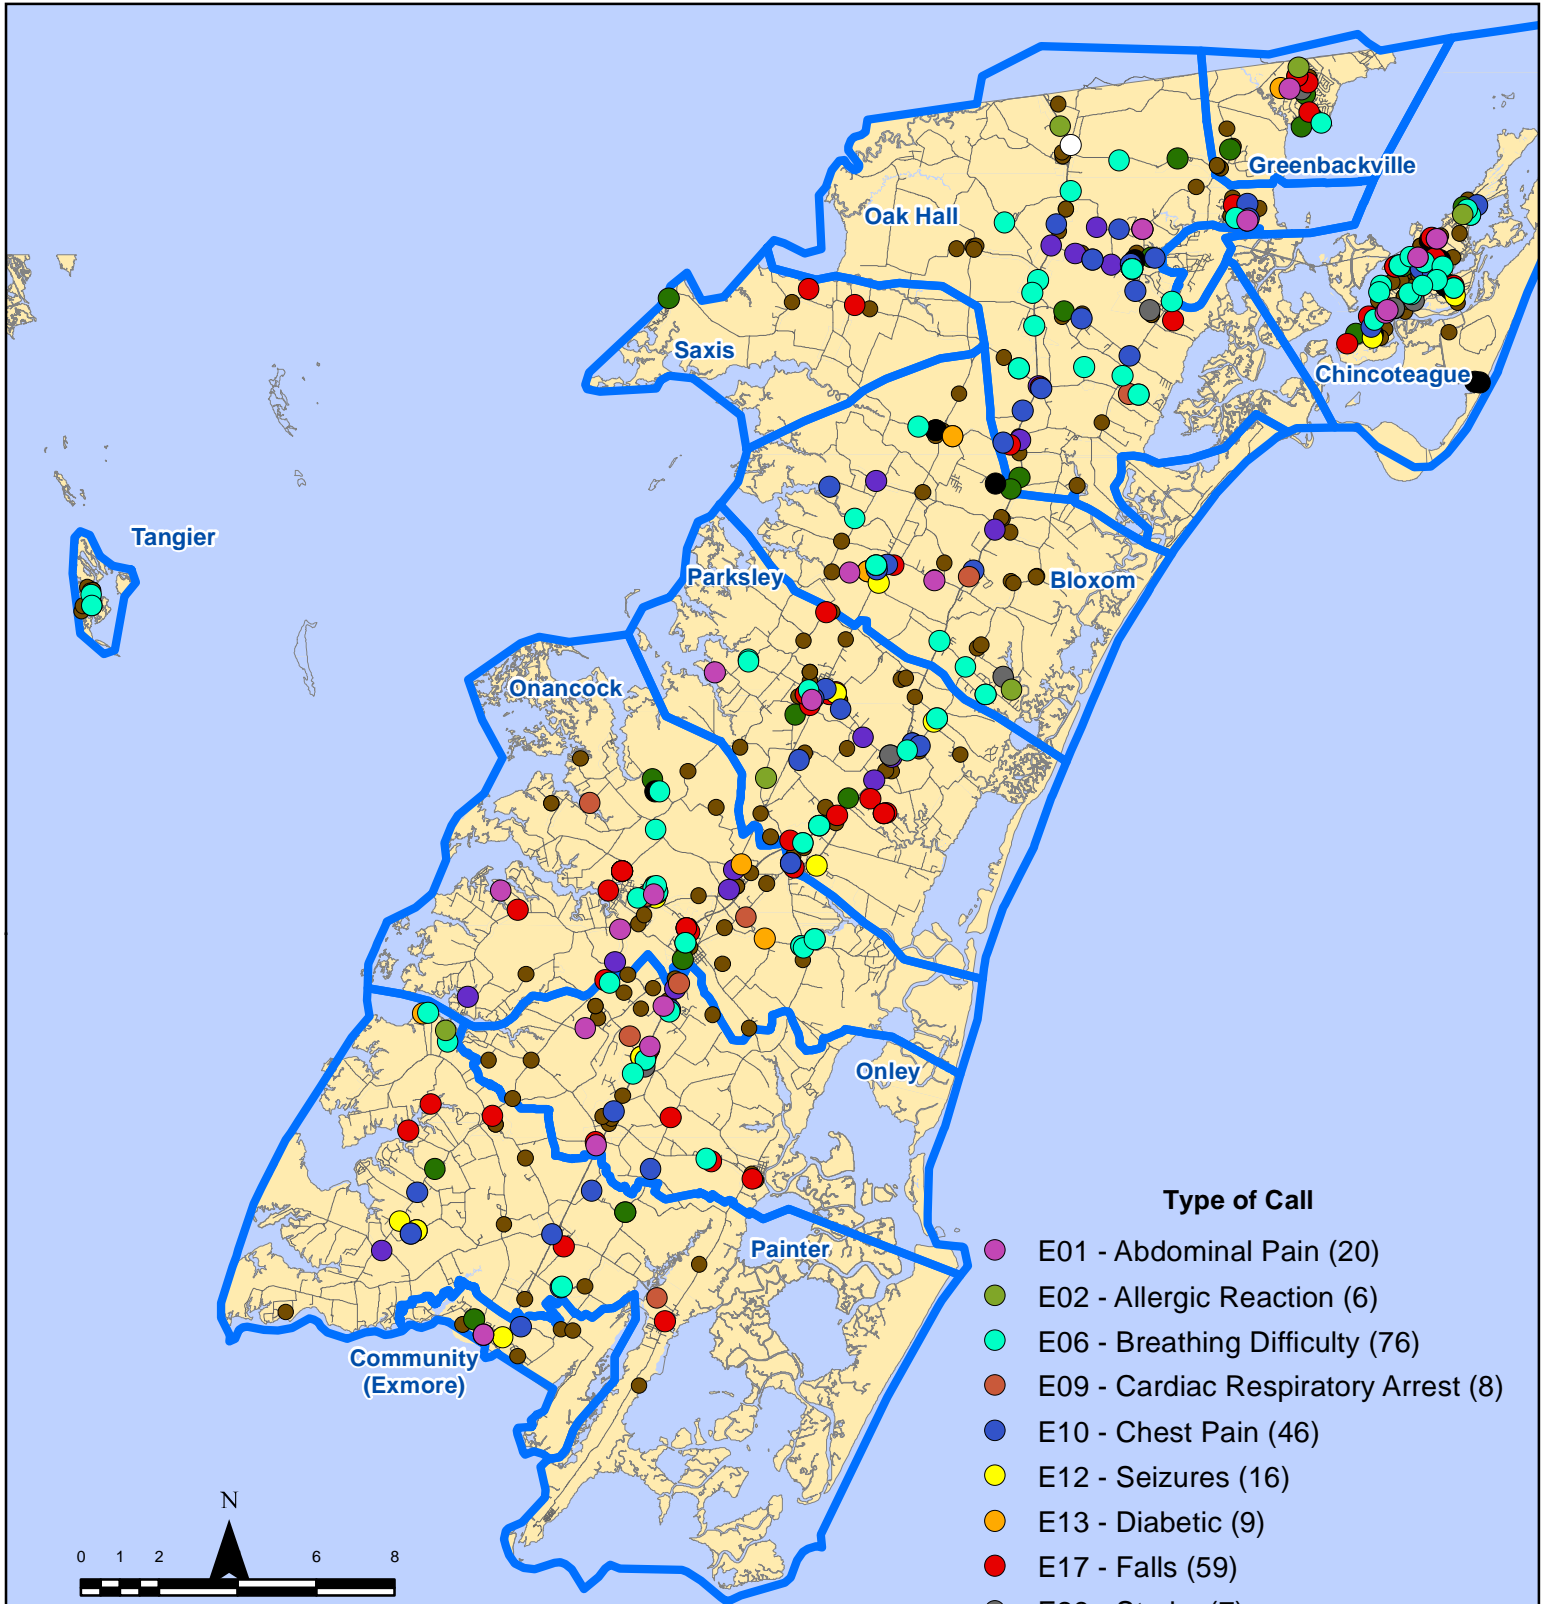 Greenbackville
Oak Hall
Saxis
Chincoteague
Tangier
Parksley
Bloxom
Onancock
Onley
Painter
Community
(Exmore)
Type of Call
E01 - Abdominal Pain (20)
E02 - Allergic Reaction (6)
E06 - Breathing Difficulty (76)
E09 - Cardiac Respiratory Arrest (8)
E10 - Chest Pain (46)
E12 - Seizures (16)
E13 - Diabetic (9)
E17 - Falls (59)
N
0 1 2 6 8